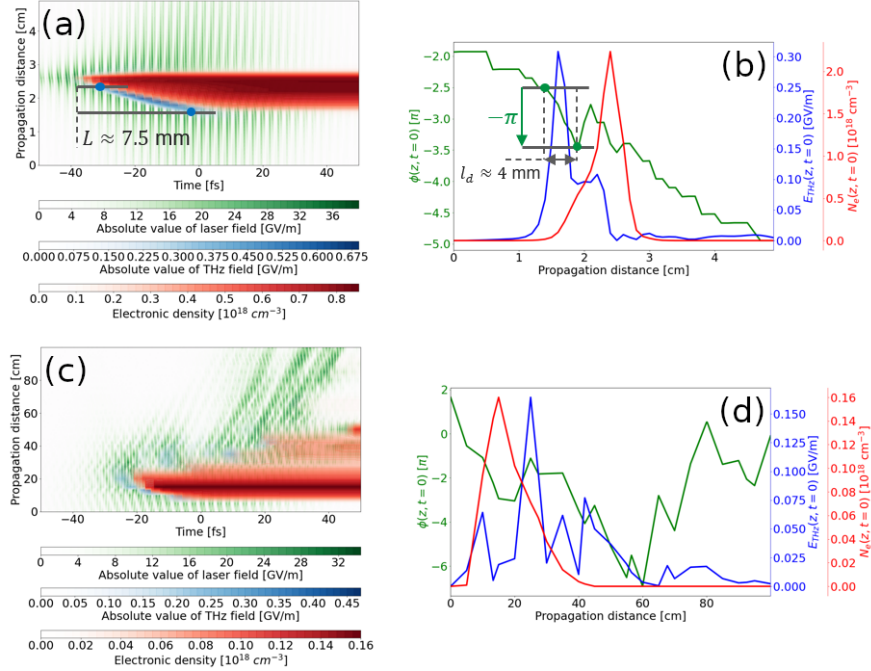 (a)
Propagation distance [cm]
4
3
2
1
0
L ≈ 7.5 mm
−40 −20 0 20 40
Time [fs]
0 4 8 12 16 20 24 28 32 36
Absolute value of laser field [GV/m]
0.000 0.075 0.150 0.225 0.300 0.375 0.450 0.525 0.600 0.675
Absolute value of THz field [GV/m]
0.0 0.1 0.2 0.3 0.4 0.5 0.6 0.7 0.8
Electronic density [10^18 cm^−3]
(b)
ϕ(z, t = 0) [π]
−2.0
−2.5
−3.0
−3.5
−4.0
−4.5
−5.0
−π
l_d ≈ 4 mm
0 1 2 3 4
Propagation distance [cm]
0.30
0.25
0.20
0.15
0.10
0.05
0.00
E_THz(z, t = 0) [GV/m]
2.0
1.5
1.0
0.5
0.0
N_e(z, t = 0) [10^18 cm^−3]
(c)
Propagation distance [cm]
80
60
40
20
0
−40 −20 0 20 40
Time [fs]
0 4 8 12 16 20 24 28 32
Absolute value of laser field [GV/m]
0.00 0.05 0.10 0.15 0.20 0.25 0.30 0.35 0.40 0.45
Absolute value of THz field [GV/m]
0.00 0.02 0.04 0.06 0.08 0.10 0.12 0.14 0.16
Electronic density [10^18 cm^−3]
(d)
ϕ(z, t = 0) [π]
2
0
−2
−4
−6
0 20 40 60 80
Propagation distance [cm]
0.150
0.125
0.100
0.075
0.050
0.025
0.000
E_THz(z, t = 0) [GV/m]
0.16
0.14
0.12
0.10
0.08
0.06
0.04
0.02
0.00
N_e(z, t = 0) [10^18 cm^−3]